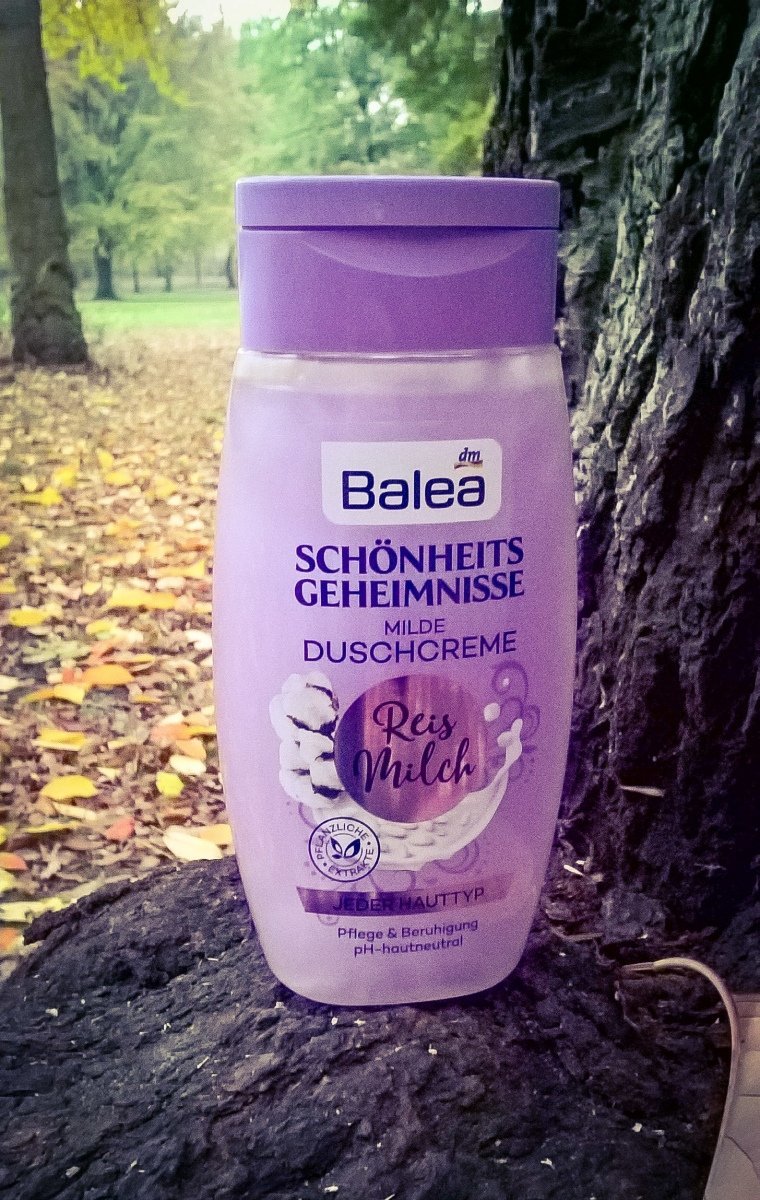 dm
Balea
SCHÖNHEITS
GEHEIMNISSE
MILDE
DUSCHCREME
Reis
Milch
PFLANZLICHE
EXTRAKTE
JEDER HAUTTYP
Pflege & Beruhigung
pH-hautneutral